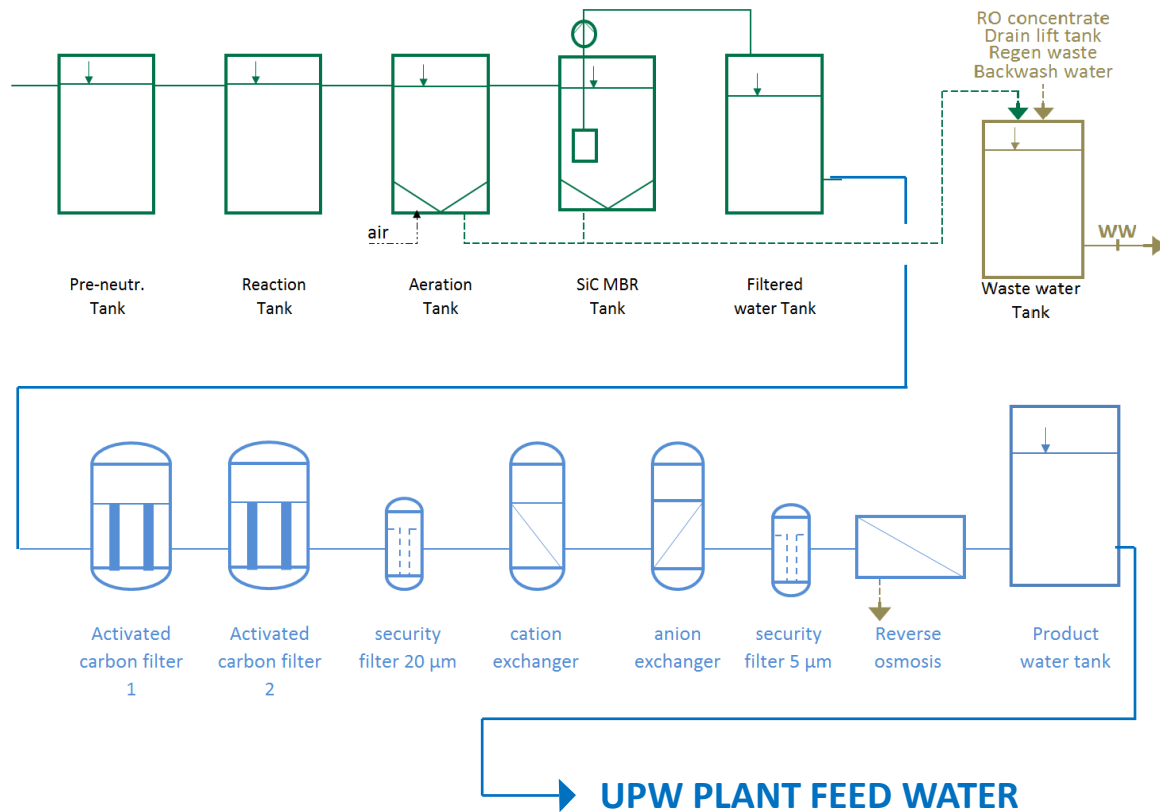 RO concentrate
Drain lift tank
Regen waste
Backwash water
air
WW
Pre-neutr.
Tank
Reaction
Tank
Aeration
Tank
SiC MBR
Tank
Filtered
water Tank
Waste water
Tank
Activated
carbon filter
1
Activated
carbon filter
2
security
filter 20 µm
cation
exchanger
anion
exchanger
security
filter 5 µm
Reverse
osmosis
Product
water tank
UPW PLANT FEED WATER